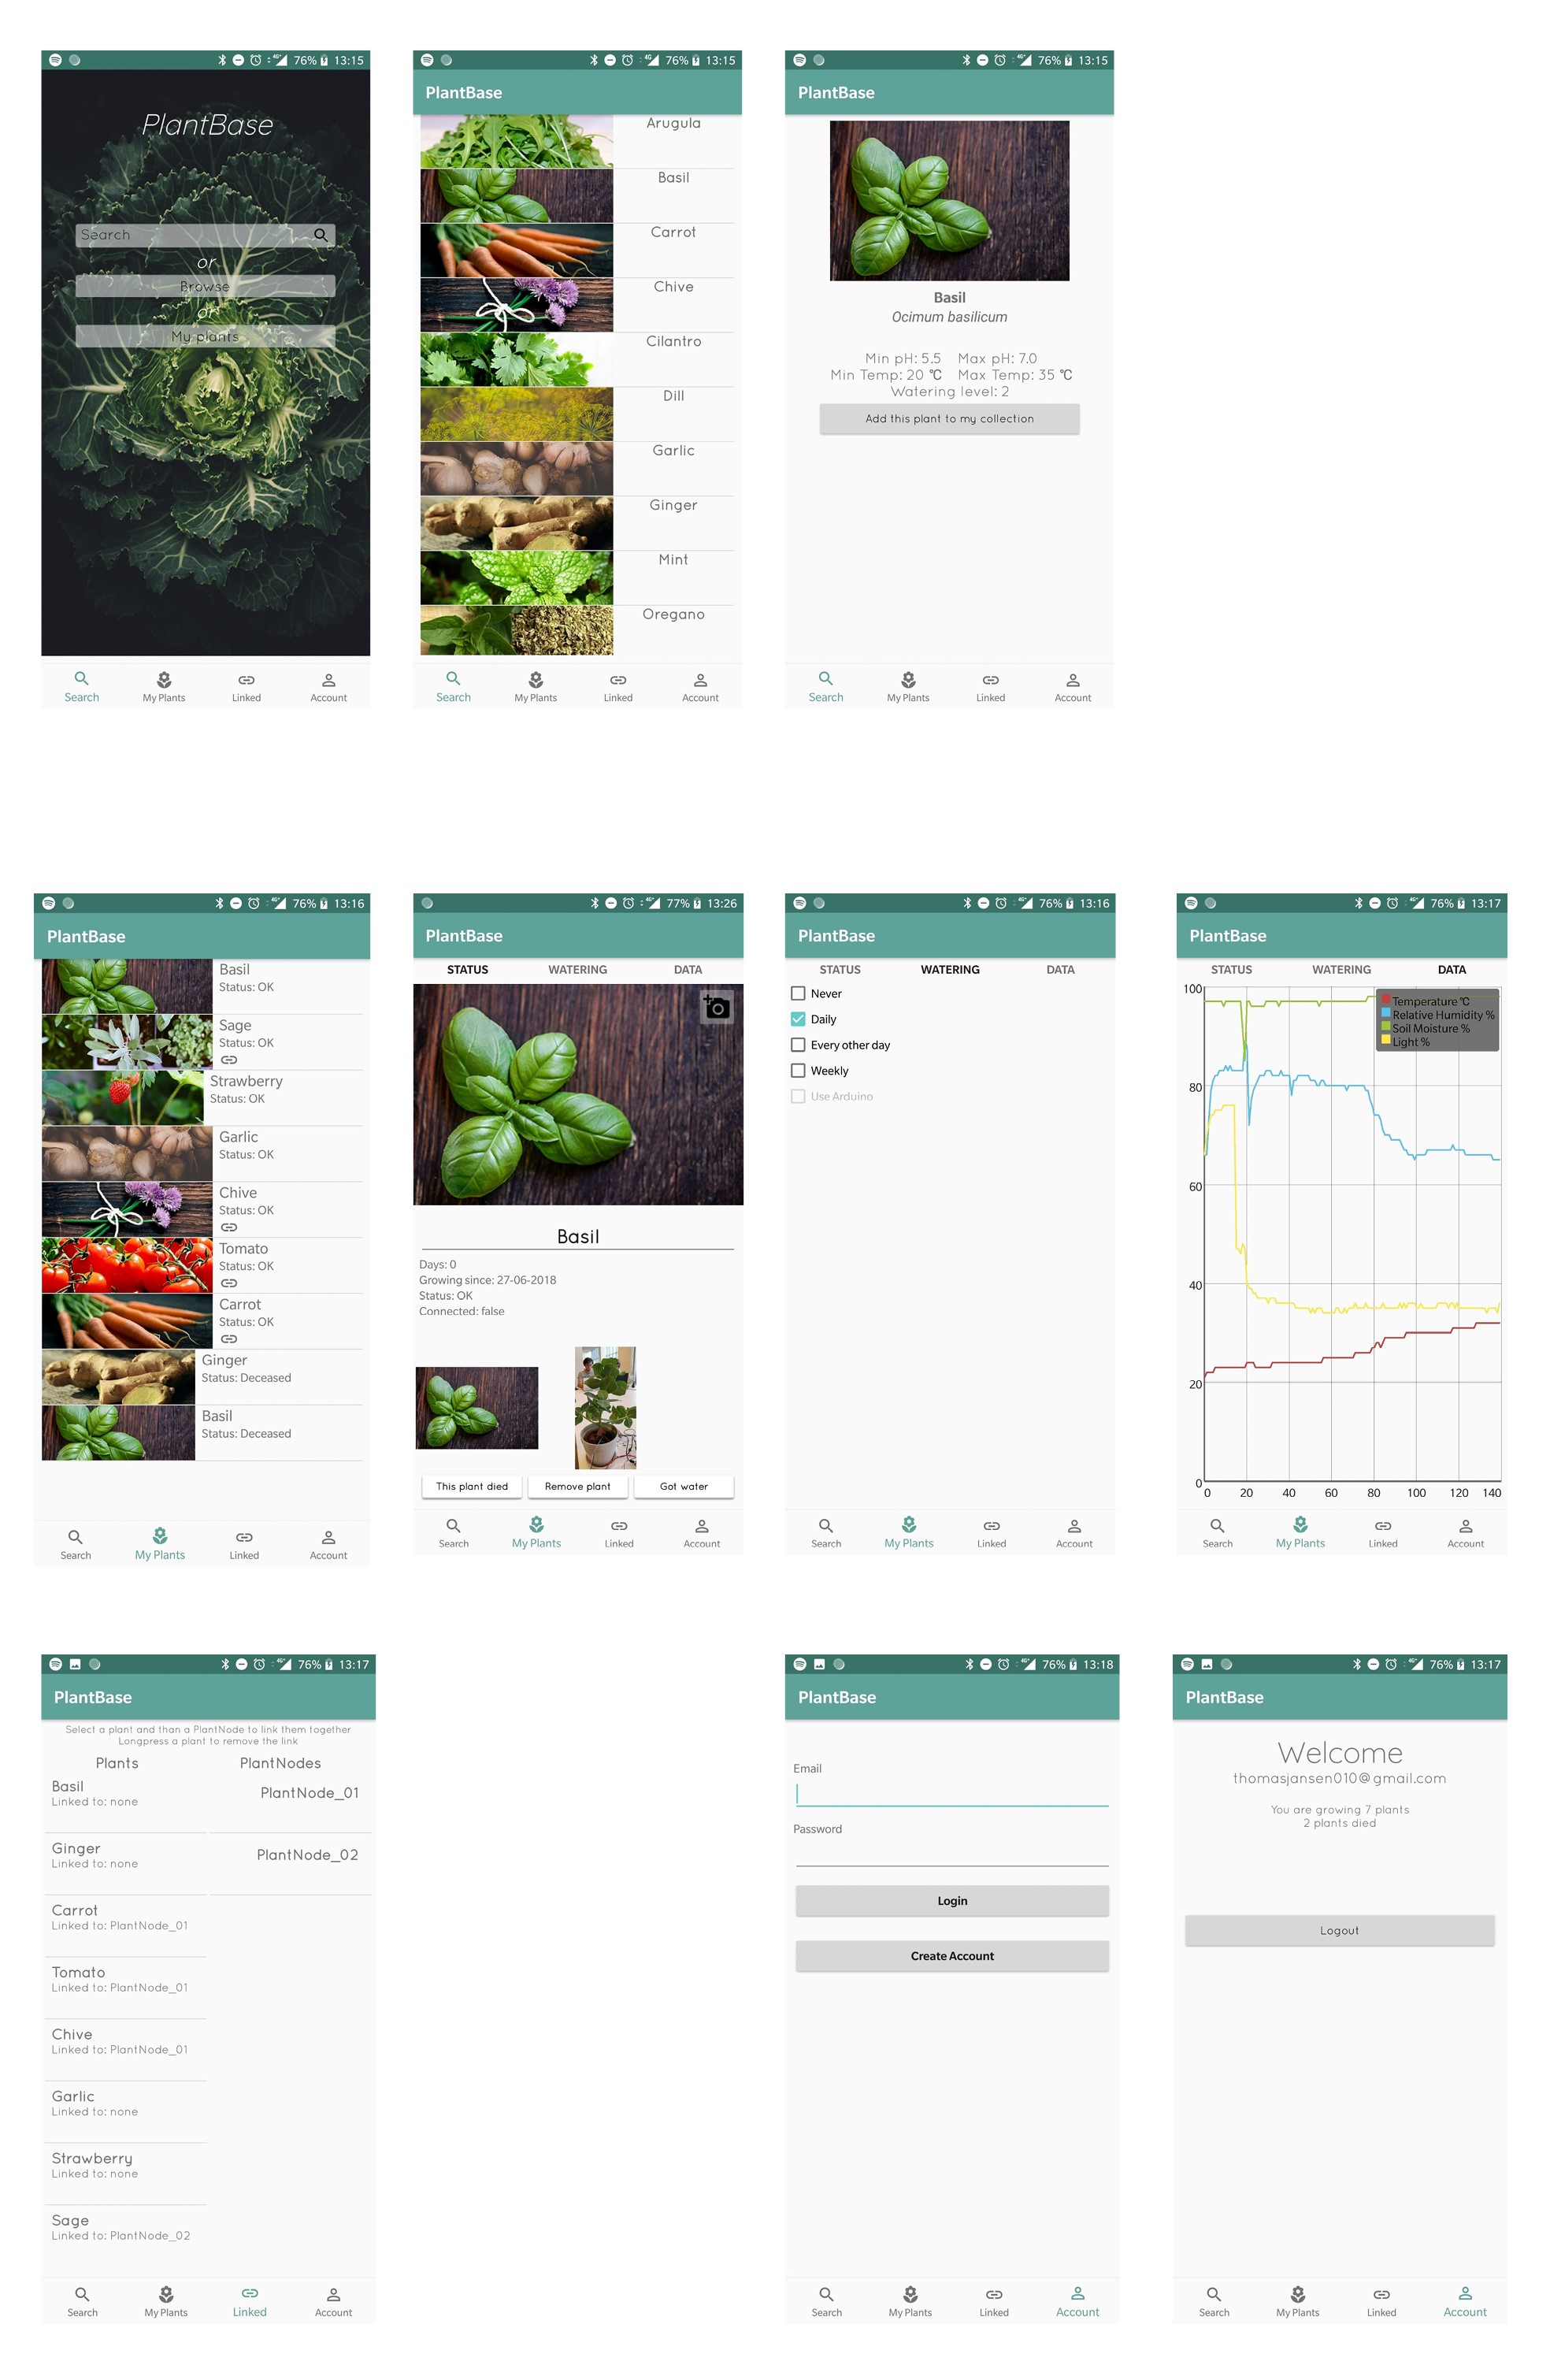 76% 13:15
PlantBase
Search
or
Browse
or
My plants
Search My Plants Linked Account
76% 13:15
PlantBase
Arugula
Basil
Carrot
Chive
Cilantro
Dill
Garlic
Ginger
Mint
Oregano
Search My Plants Linked Account
76% 13:15
PlantBase
Basil
Ocimum basilicum
Min pH: 5.5 Max pH: 7.0
Min Temp: 20 ℃ Max Temp: 35 ℃
Watering level: 2
Add this plant to my collection
Search My Plants Linked Account
76% 13:16
PlantBase
Basil
Status: OK
Sage
Status: OK
Strawberry
Status: OK
Garlic
Status: OK
Chive
Status: OK
Tomato
Status: OK
Carrot
Status: OK
Ginger
Status: Deceased
Basil
Status: Deceased
Search My Plants Linked Account
77% 13:26
PlantBase
STATUS WATERING DATA
Basil
Days: 0
Growing since: 27-06-2018
Status: OK
Connected: false
This plant died Remove plant Got water
Search My Plants Linked Account
76% 13:16
PlantBase
STATUS WATERING DATA
Never
Daily
Every other day
Weekly
Use Arduino
Search My Plants Linked Account
76% 13:17
PlantBase
STATUS WATERING DATA
100
Temperature ℃
Relative Humidity %
Soil Moisture %
Light %
80
60
40
20
0
0 20 40 60 80 100 120 140
Search My Plants Linked Account
76% 13:17
PlantBase
Select a plant and than a PlantNode to link them together
Longpress a plant to remove the link
Plants PlantNodes
Basil
Linked to: none
PlantNode_01
Ginger
Linked to: none
PlantNode_02
Carrot
Linked to: PlantNode_01
Tomato
Linked to: PlantNode_01
Chive
Linked to: PlantNode_01
Garlic
Linked to: none
Strawberry
Linked to: none
Sage
Linked to: PlantNode_02
Search My Plants Linked Account
76% 13:18
PlantBase
Email
Password
Login
Create Account
Search My Plants Linked Account
76% 13:17
PlantBase
Welcome
thomasjansen010@gmail.com
You are growing 7 plants
2 plants died
Logout
Search My Plants Linked Account